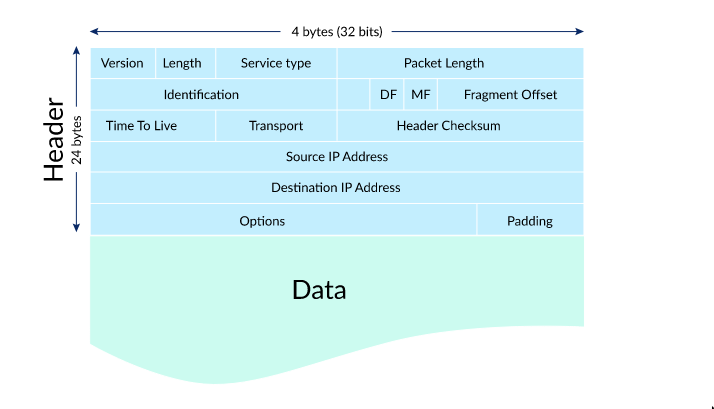 4 bytes (32 bits)
Header
24 bytes
Version Length Service type Packet Length
Identification DF MF Fragment Offset
Time To Live Transport Header Checksum
Source IP Address
Destination IP Address
Options Padding
Data